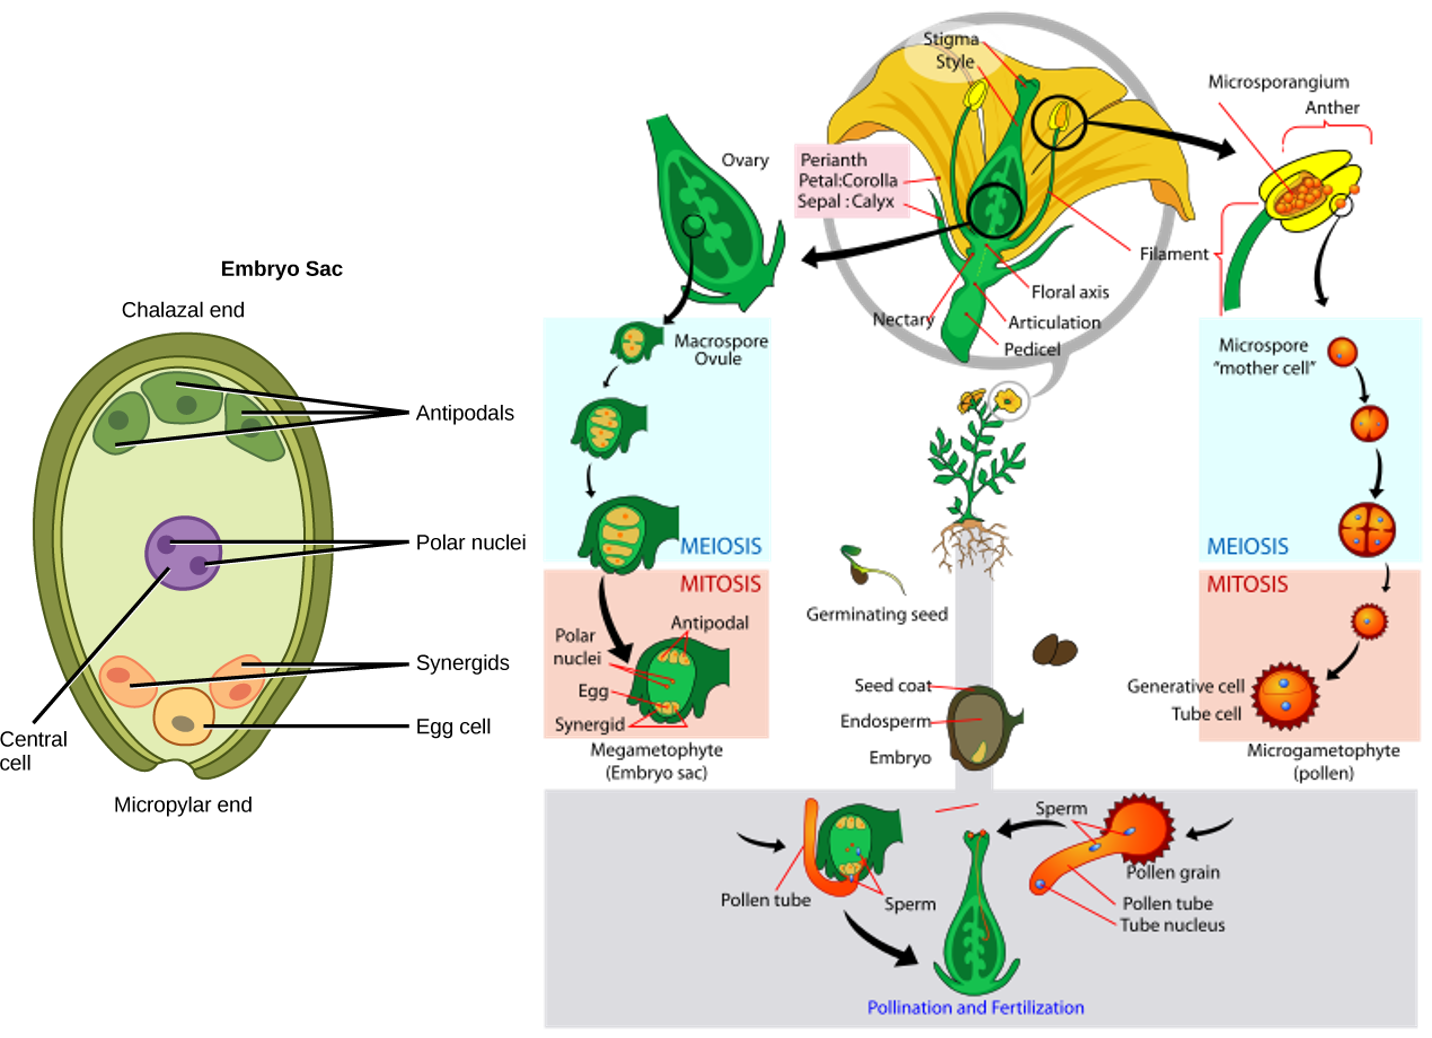 Embryo Sac
Chalazal end
Antipodals
Polar nuclei
Synergids
Egg cell
Central
cell
Micropylar end
Stigma
Style
Perianth
Petal:Corolla
Sepal : Calyx
Filament
Floral axis
Nectary
Articulation
Pedicel
Microsporangium
Anther
Ovary
Macrospore
Ovule
MEIOSIS
MITOSIS
Antipodal
Polar
nuclei
Egg
Synergid
Megametophyte
(Embryo sac)
Microspore
"mother cell"
MEIOSIS
MITOSIS
Generative cell
Tube cell
Microgametophyte
(pollen)
Germinating seed
Seed coat
Endosperm
Embryo
Pollen tube
Sperm
Sperm
Pollen grain
Pollen tube
Tube nucleus
Pollination and Fertilization